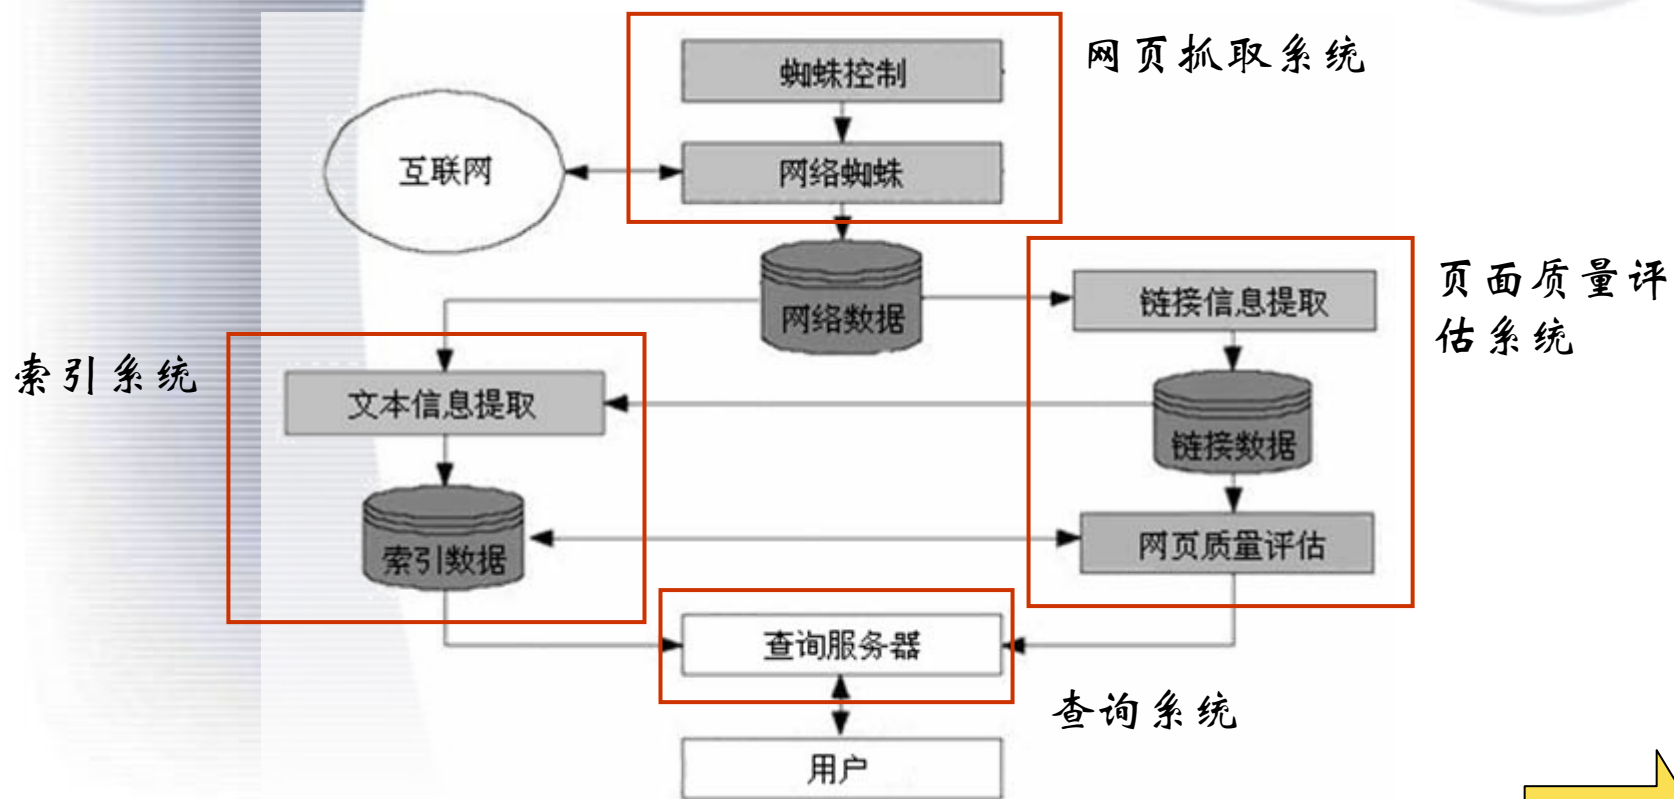 蜘蛛控制
网页抓取系统
互联网
网络蜘蛛
网络数据
链接信息提取
页面质量评
估系统
索引系统
文本信息提取
链接数据
索引数据
网页质量评估
查询服务器
查询系统
用户